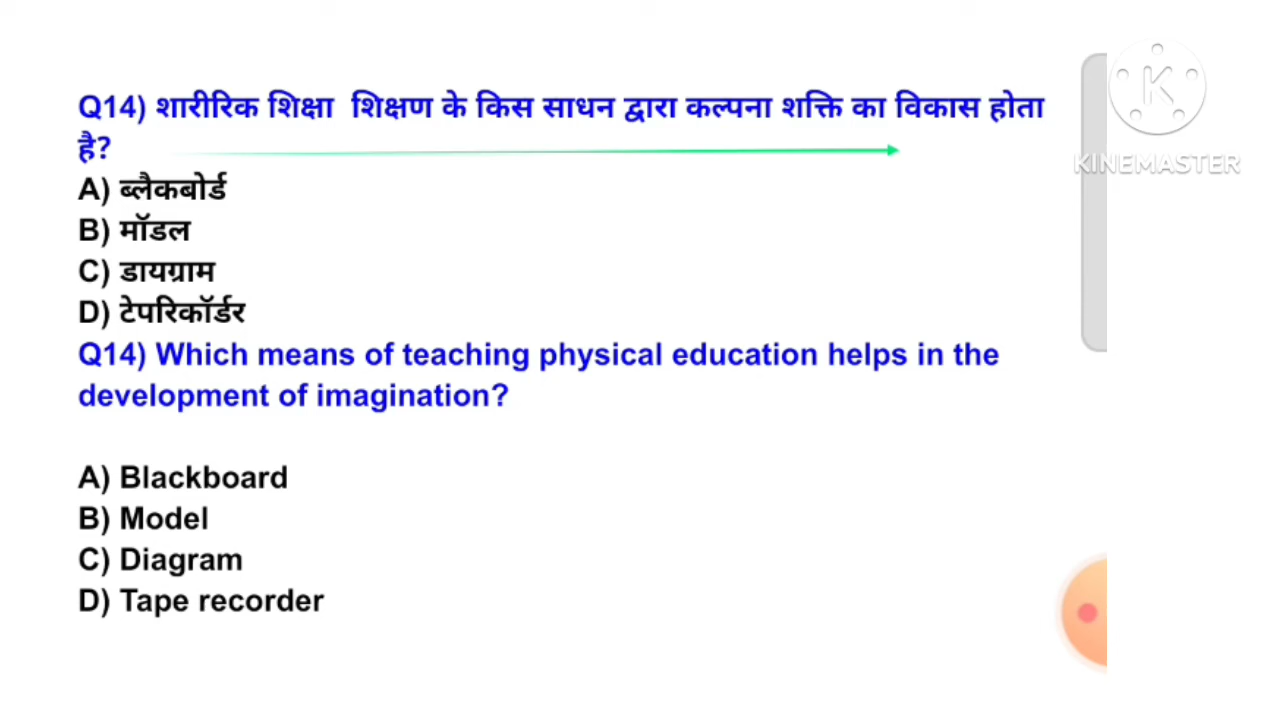 Q14) शारीरिक शिक्षा शिक्षण के किस साधन द्वारा कल्पना शक्ति का विकास होता
है?
A) ब्लैकबोर्ड
B) मॉडल
C) डायग्राम
D) टेपरिकॉर्डर
Q14) Which means of teaching physical education helps in the
development of imagination?
A) Blackboard
B) Model
C) Diagram
D) Tape recorder
K
KINEMASTER